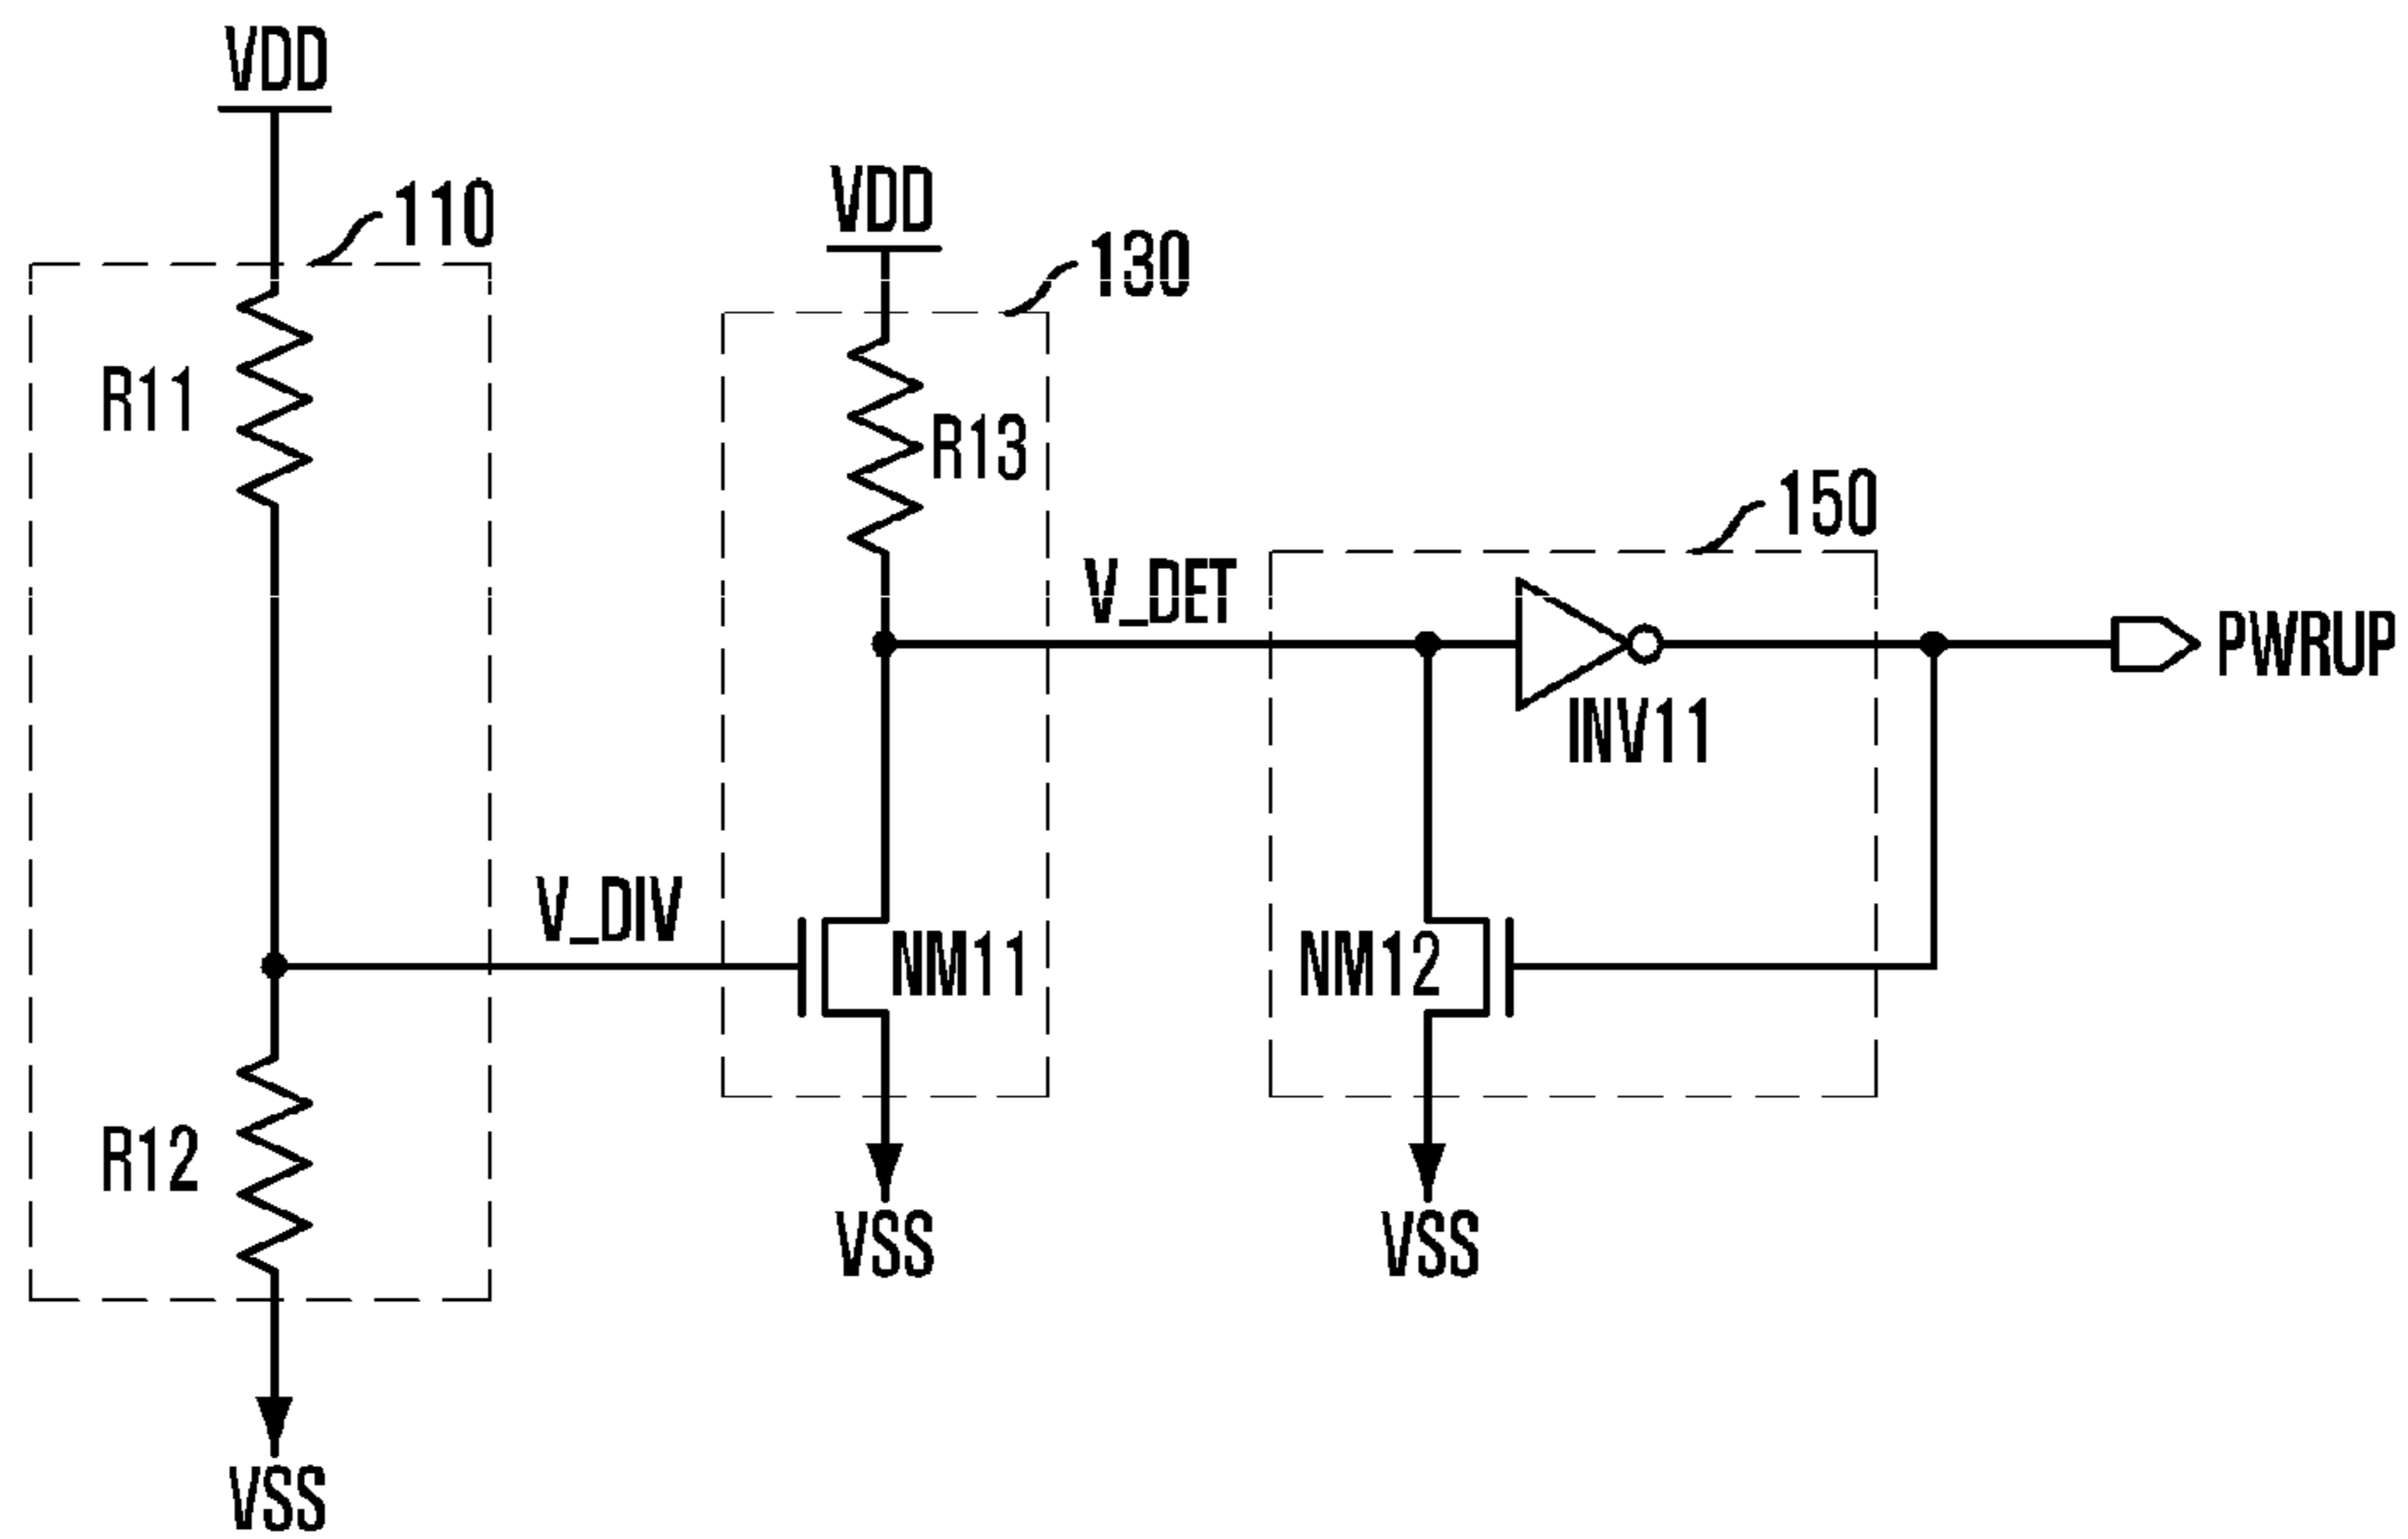 VDD
110
VDD
130
R11
R13
150
V_DET
PWRUP
INV11
V_DIV
NM11
NM12
R12
VSS
VSS
VSS